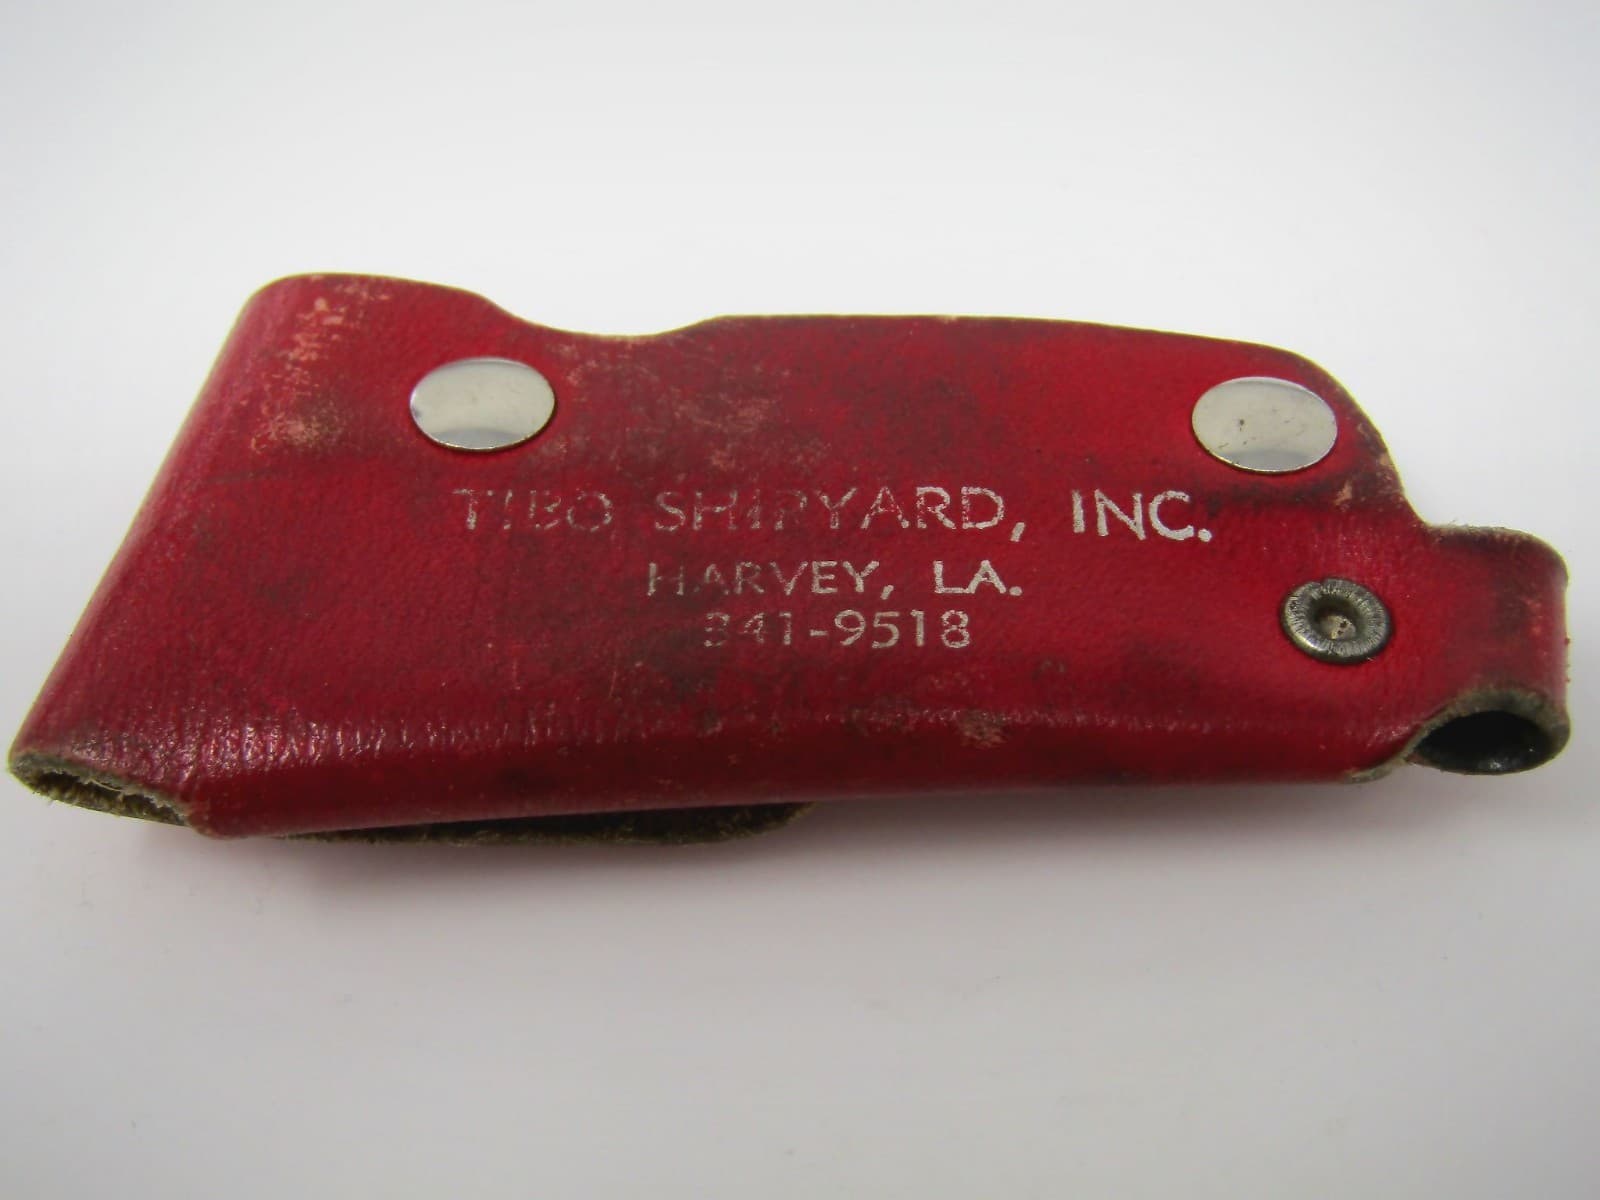 TIBO SHIPYARD, INC.
HARVEY, LA.
341-9518